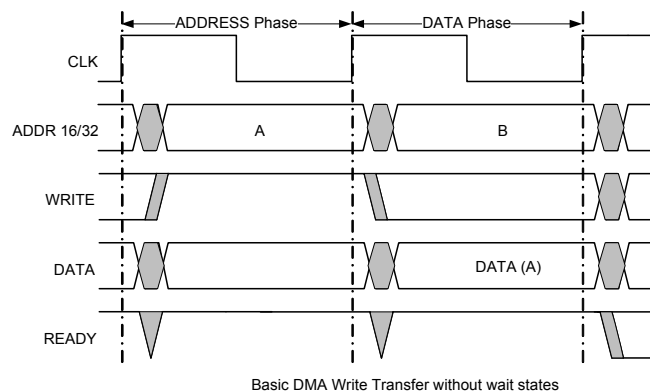 ADDRESS Phase DATA Phase
CLK
ADDR 16/32 A B
WRITE
DATA DATA (A)
READY
Basic DMA Write Transfer without wait states